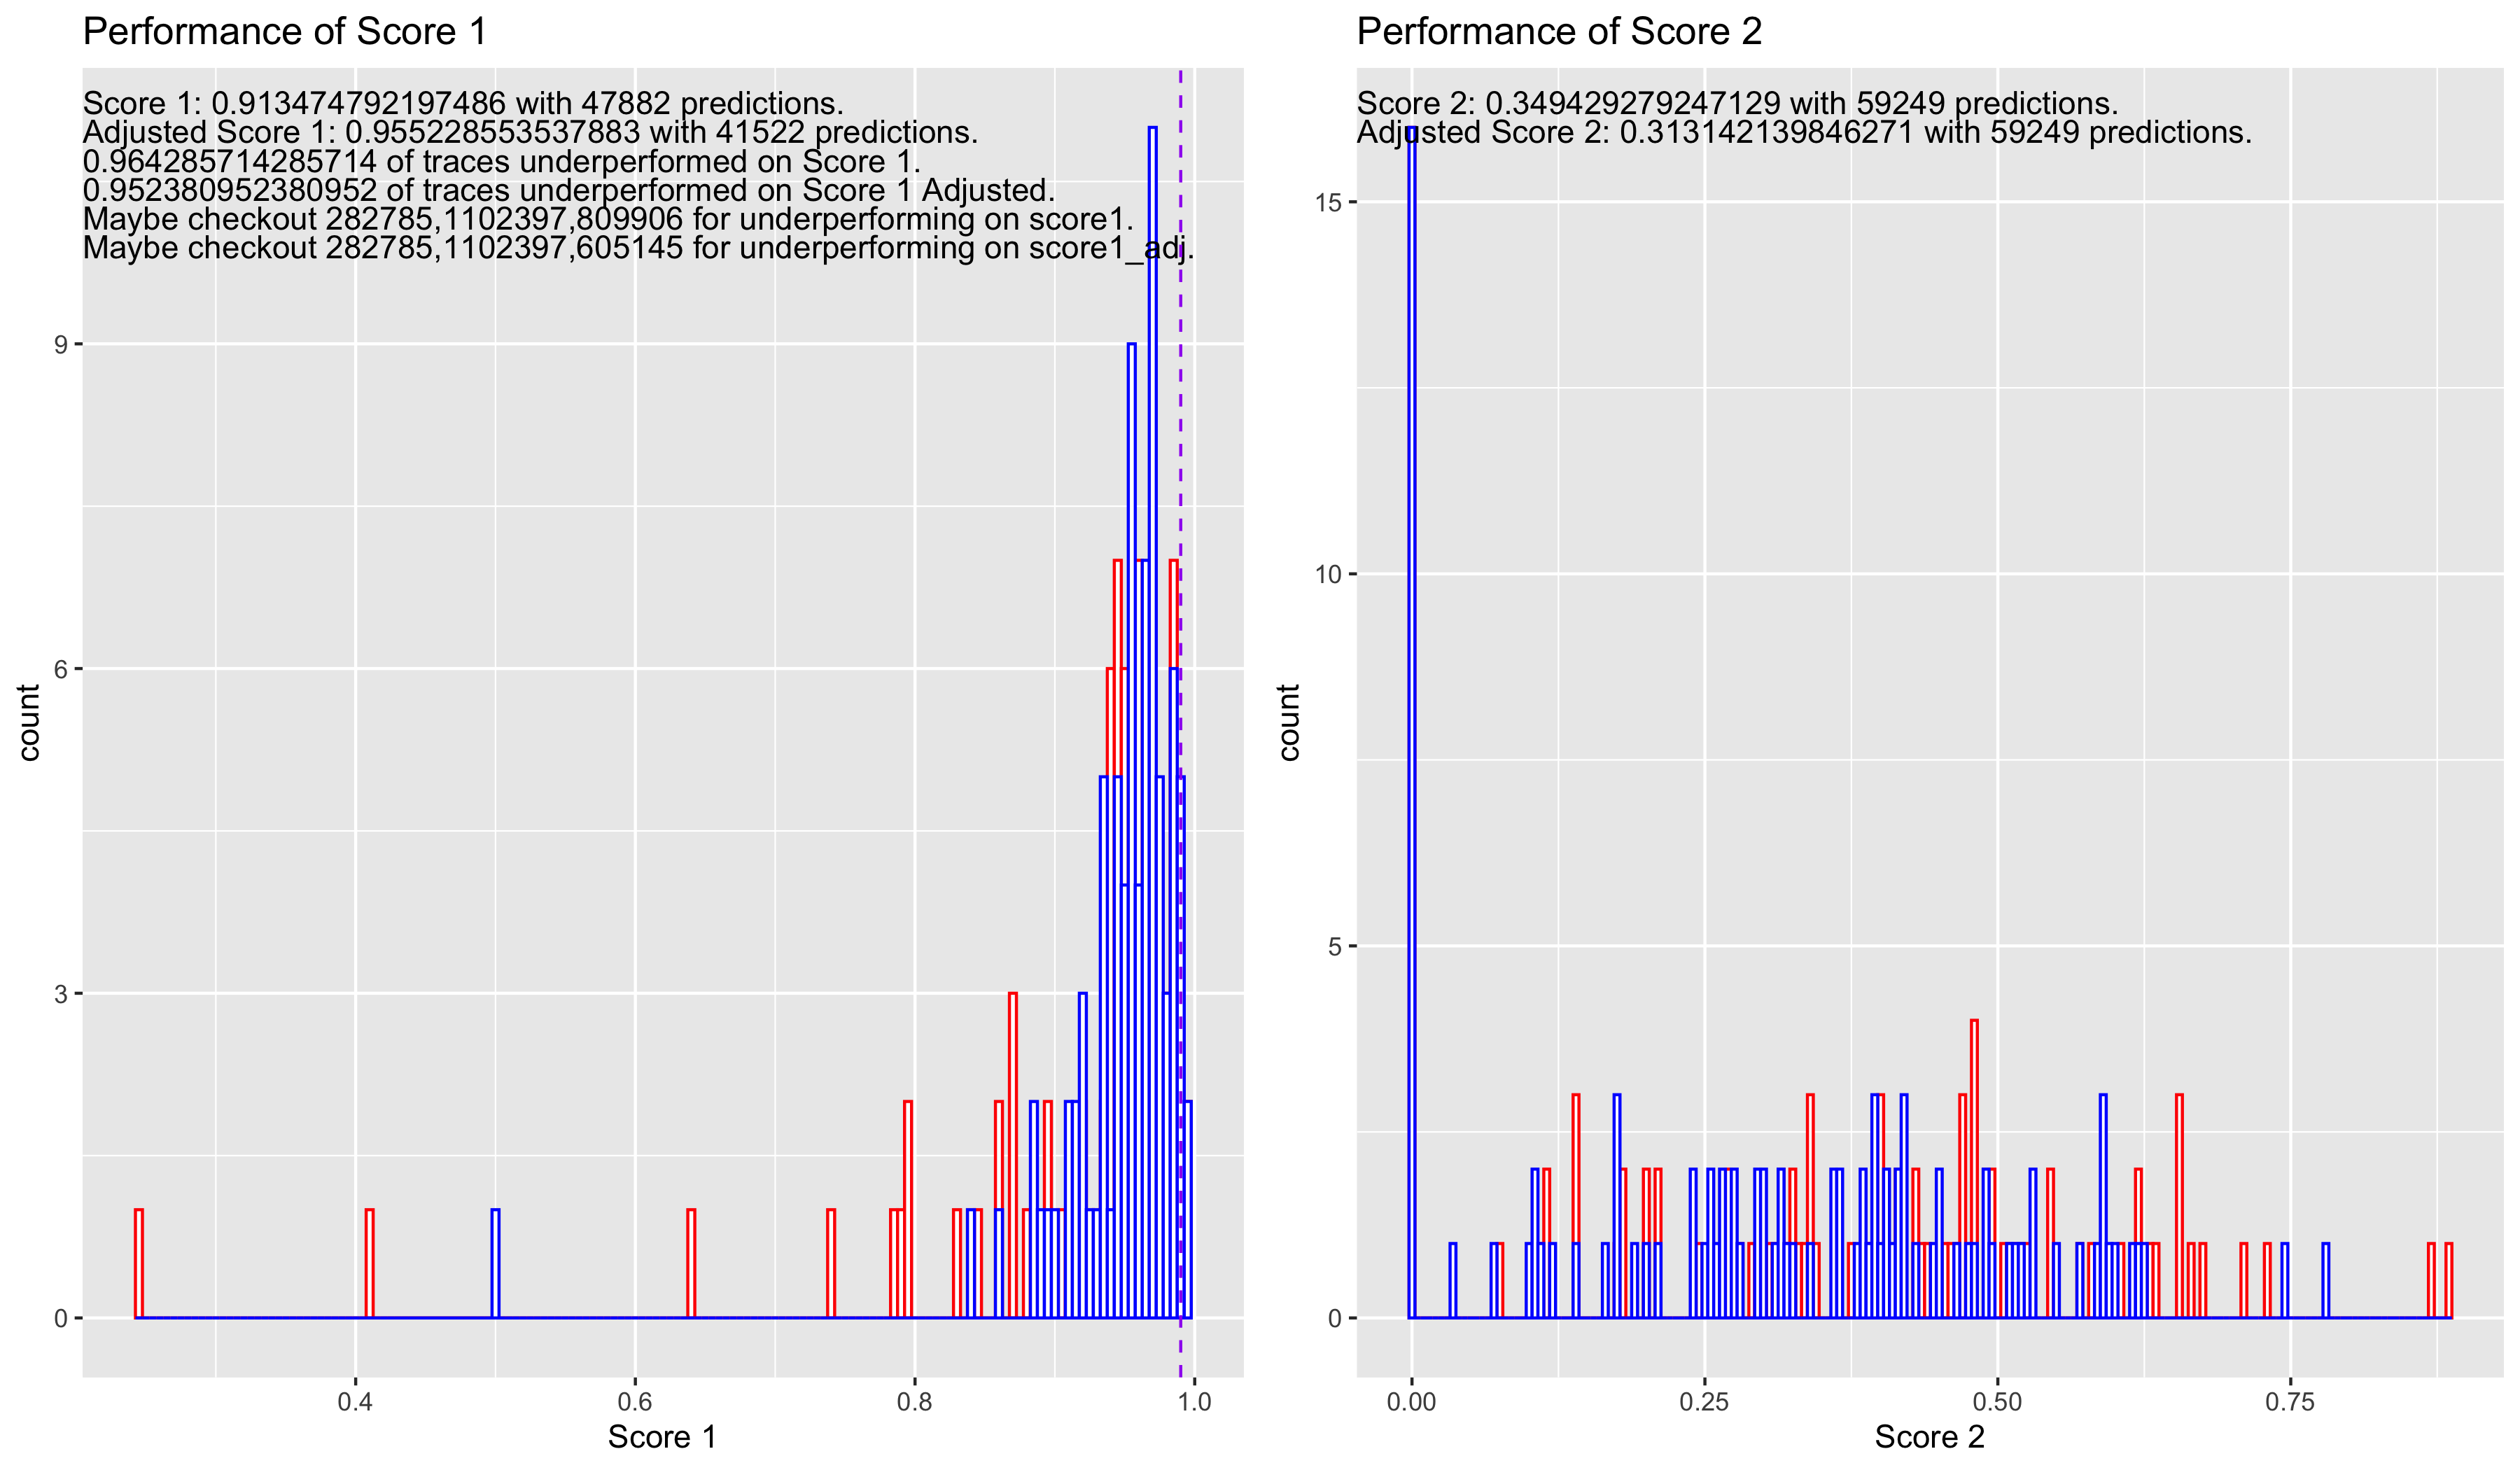 Performance of Score 1
Score 1: 0.913474792197486 with 47882 predictions.
Adjusted Score 1: 0.955228553537883 with 41522 predictions.
0.964285714285714 of traces underperformed on Score 1.
0.952380952380952 of traces underperformed on Score 1 Adjusted.
Maybe checkout 282785,1102397,809906 for underperforming on score1.
Maybe checkout 282785,1102397,605145 for underperforming on score1_adj.
9
6
3
0
count
0.4 0.6 0.8 1.0
Score 1
Performance of Score 2
Score 2: 0.349429279247129 with 59249 predictions.
Adjusted Score 2: 0.313142139846271 with 59249 predictions.
15
10
5
0
count
0.00 0.25 0.50 0.75
Score 2